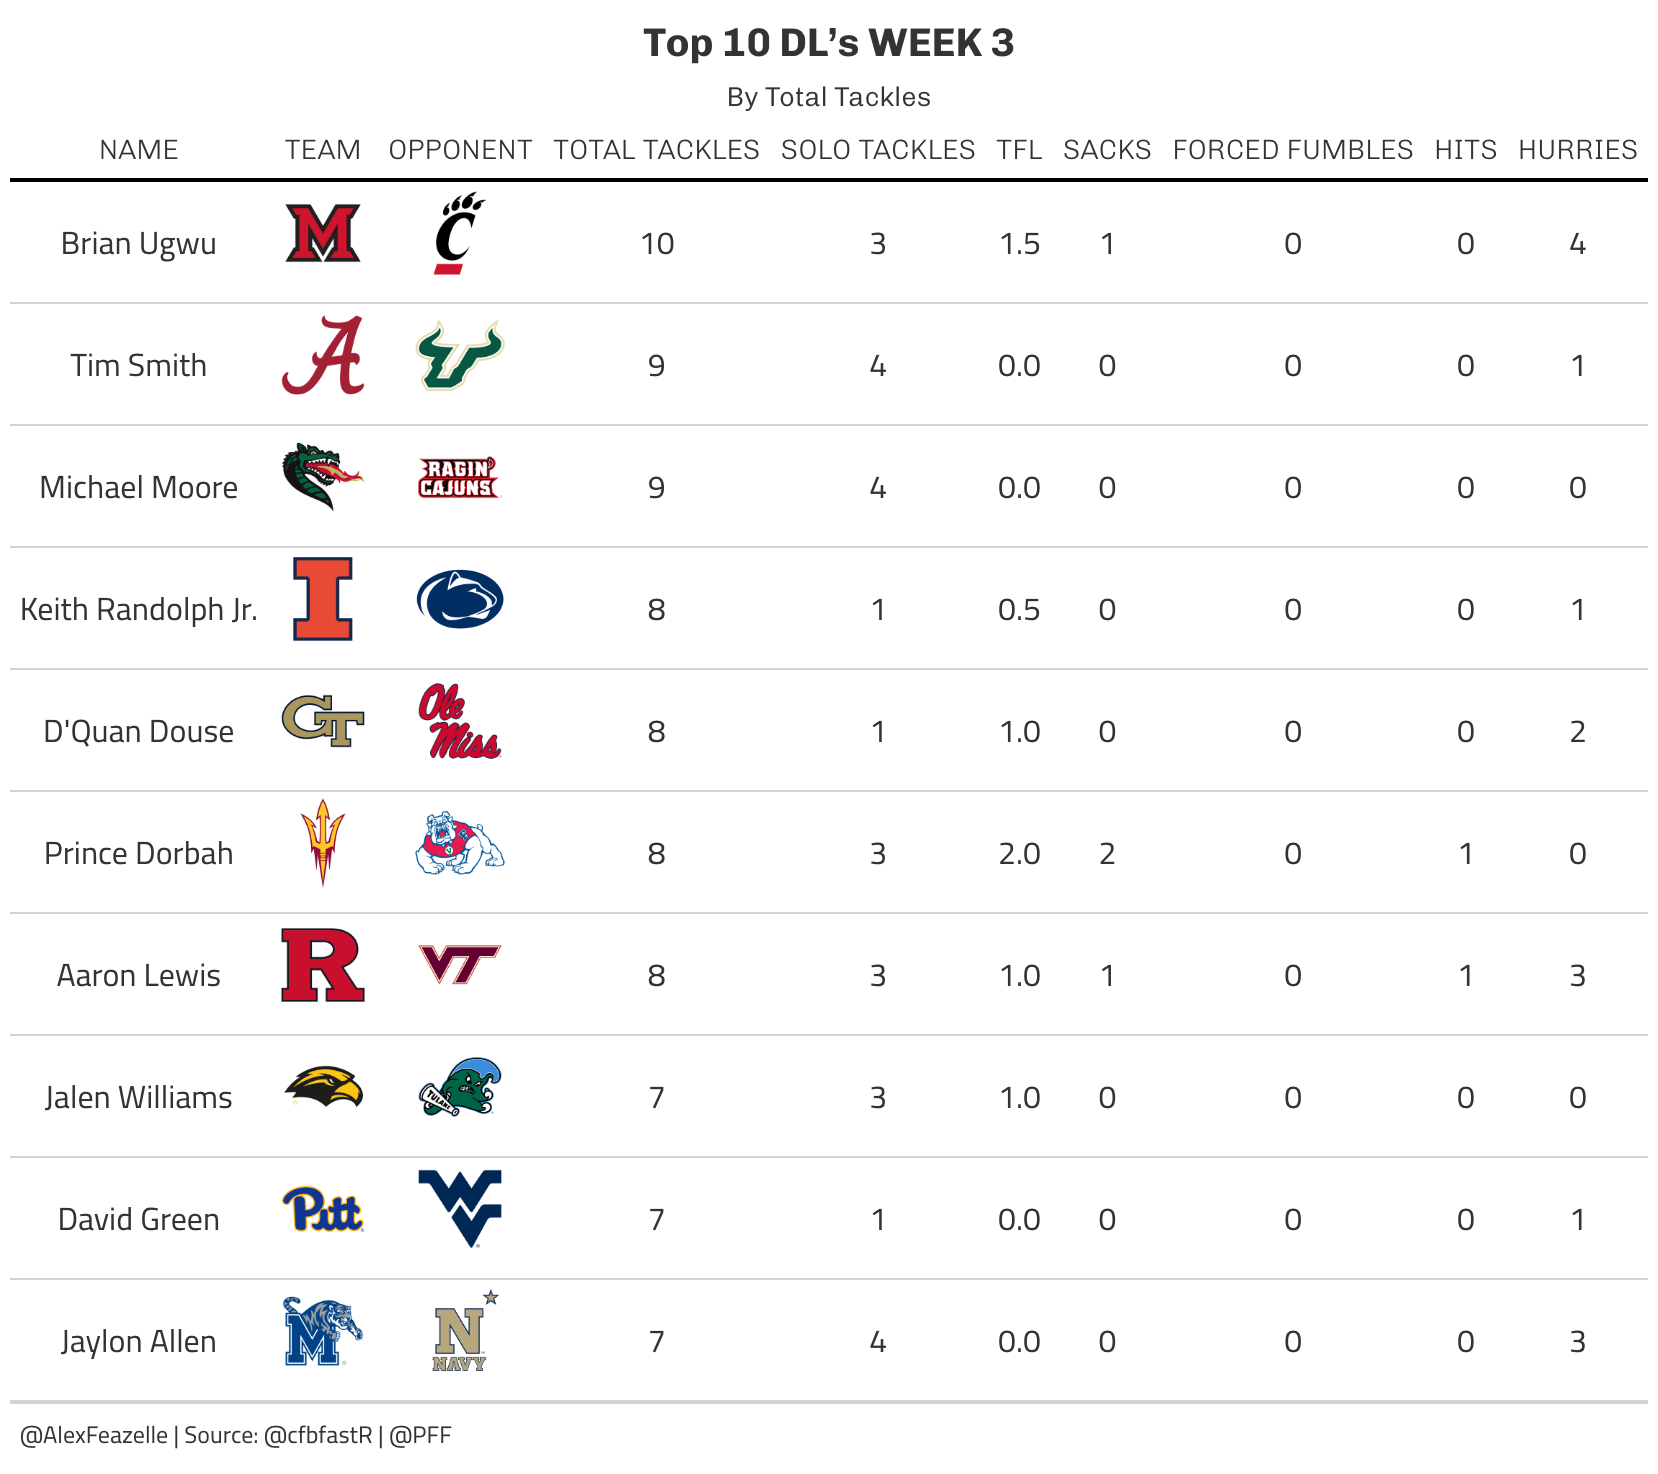 Top 10 DL’s WEEK 3
By Total Tackles
NAME TEAM OPPONENT TOTAL TACKLES SOLO TACKLES TFL SACKS FORCED FUMBLES HITS HURRIES
Brian Ugwu M C 10 3 1.5 1 0 0 4
Tim Smith A U 9 4 0.0 0 0 0 1
Michael Moore RAGIN' CAJUNS 9 4 0.0 0 0 0 0
Keith Randolph Jr. I 8 1 0.5 0 0 0 1
D'Quan Douse GT Ole Miss 8 1 1.0 0 0 0 2
Prince Dorbah 8 3 2.0 2 0 1 0
Aaron Lewis R VT 8 3 1.0 1 0 1 3
Jalen Williams TULANE 7 3 1.0 0 0 0 0
David Green Pitt WV 7 1 0.0 0 0 0 1
Jaylon Allen M N NAVY 7 4 0.0 0 0 0 3
@AlexFeazelle | Source: @cfbfastR | @PFF